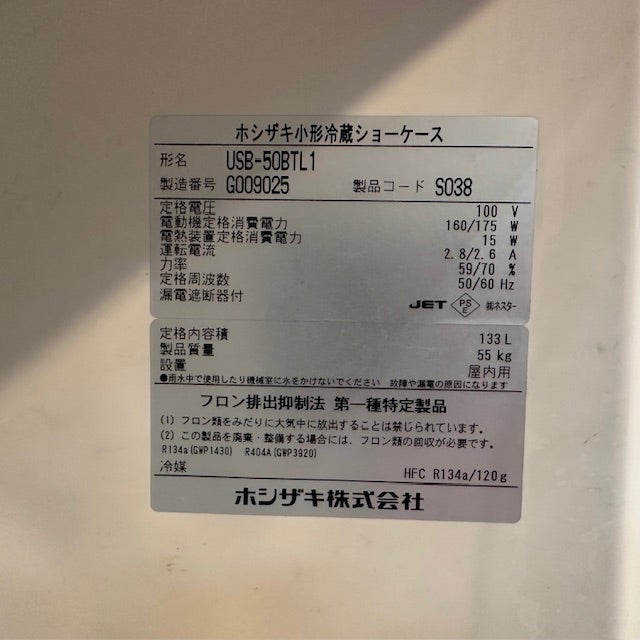 ホシザキ小形冷蔵ショーケース
形名 USB-50BTL1
製造番号 G009025 製品コード S038
定格電圧 100 V
電動機定格消費電力 160/175 W
電熱装置定格消費電力 15 W
運転電流 2.8/2.6 A
力率 59/70 %
定格周波数 50/60 Hz
漏電遮断器付 JET PS E ㈱ネスター
定格内容積 133 L
製品質量 55 kg
設置 屋内用
●雨水中で使用したり機械室に水をかけないでください 故障や漏電の原因になります
フロン排出抑制法 第一種特定製品
(1) フロン類をみだりに大気中に放出することは禁じられています。
(2) この製品を廃棄・整備する場合には、フロン類の回収が必要です。
R134a(GWP1430) R404A(GWP3920)
冷媒 HFC R134a/120g
ホシザキ株式会社